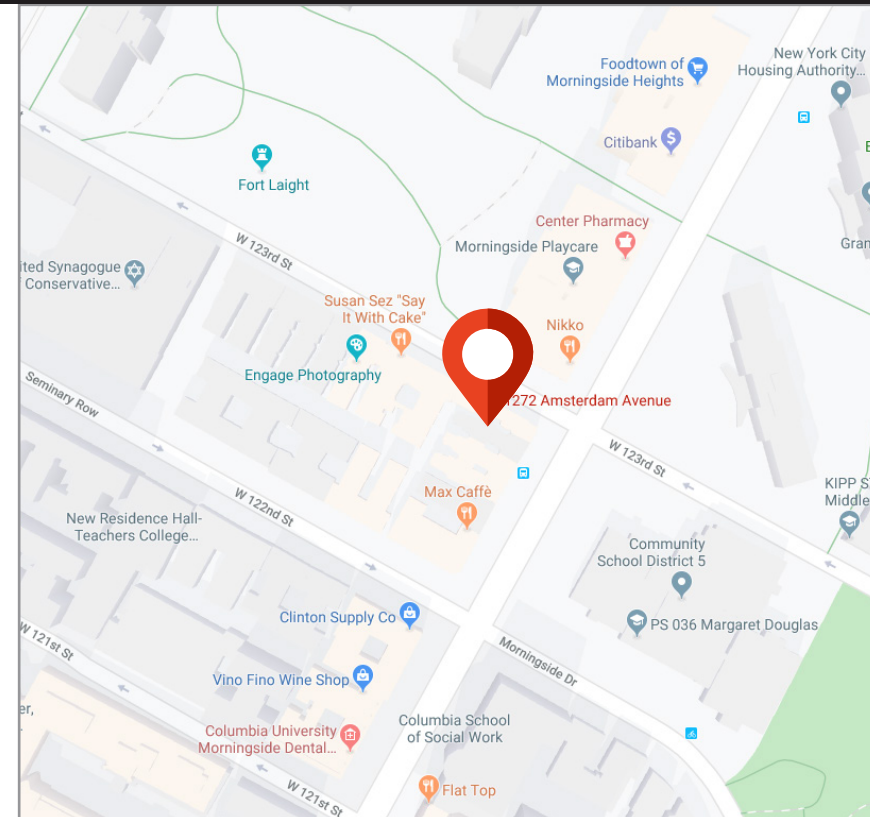 New York City
Housing Authority...
Foodtown of
Morningside Heights
Citibank
Fort Laight
Center Pharmacy
Morningside Playcare
Gran
W 123rd St
ited Synagogue
Conservative...
Susan Sez "Say
It With Cake"
Nikko
Engage Photography
1272 Amsterdam Avenue
Seminary Row
W 123rd St
Max Caffè
KIPP S
Middle
W 122nd St
New Residence Hall-
Teachers College...
Community
School District 5
Clinton Supply Co
PS 036 Margaret Douglas
W 121st St
Morningside Dr
Vino Fino Wine Shop
er,
Columbia School
of Social Work
Columbia University
Morningside Dental...
W 121st St
Flat Top